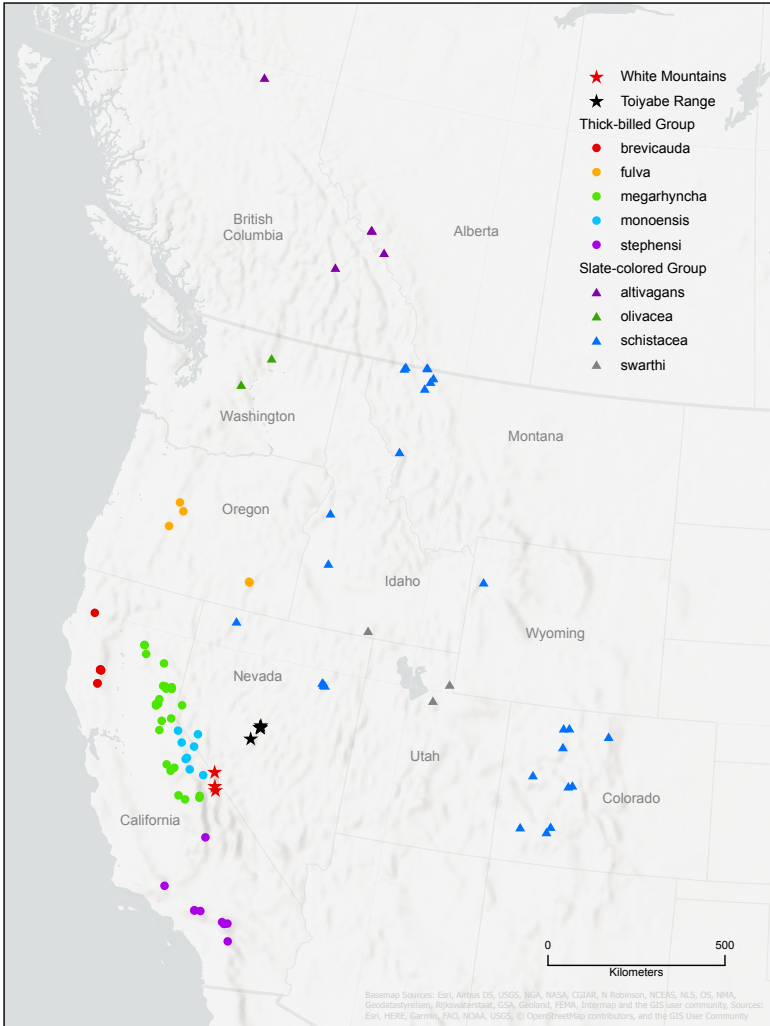 White Mountains
Toiyabe Range
Thick-billed Group
brevicauda
fulva
megarhyncha
monoensis
stephensi
Slate-colored Group
altivagans
olivacea
schistacea
swarthi
British
Columbia
Alberta
Washington
Montana
Oregon
Idaho
Wyoming
Nevada
Utah
Colorado
California
0
500
Kilometers
Basemap Sources: Esri, Airbus DS, USGS, NGA, NASA, CGIAR, N Robinson, NCEAS, NLS, OS, NMA,
Geodatastyrelsen, Rijkswaterstaat, GSA, Geoland, FEMA, Intermap and the GIS user community, Sources:
Esri, HERE, Garmin, FAO, NOAA, USGS, © OpenStreetMap contributors, and the GIS User Community